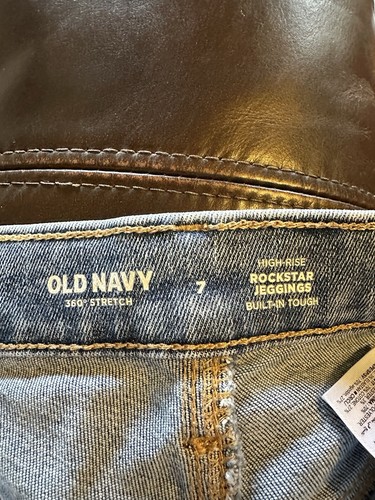 OLD NAVY
360° STRETCH
7
HIGH-RISE
ROCKSTAR
JEGGINGS
BUILT-IN TOUGH